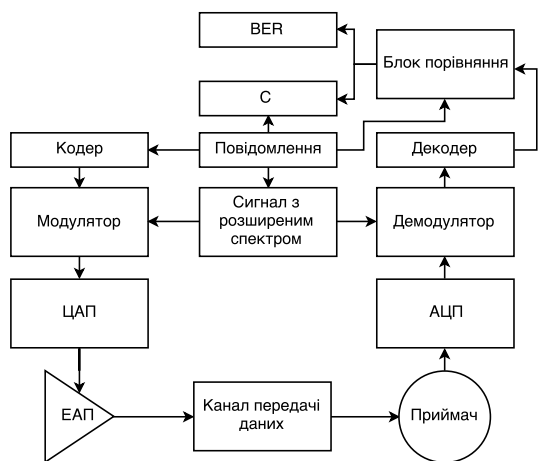 BER
Блок порівняння
С
Кодер
Повідомлення
Декодер
Модулятор
Сигнал з
розширеним
спектром
Демодулятор
ЦАП
АЦП
ЕАП
Канал передачі
даних
Приймач